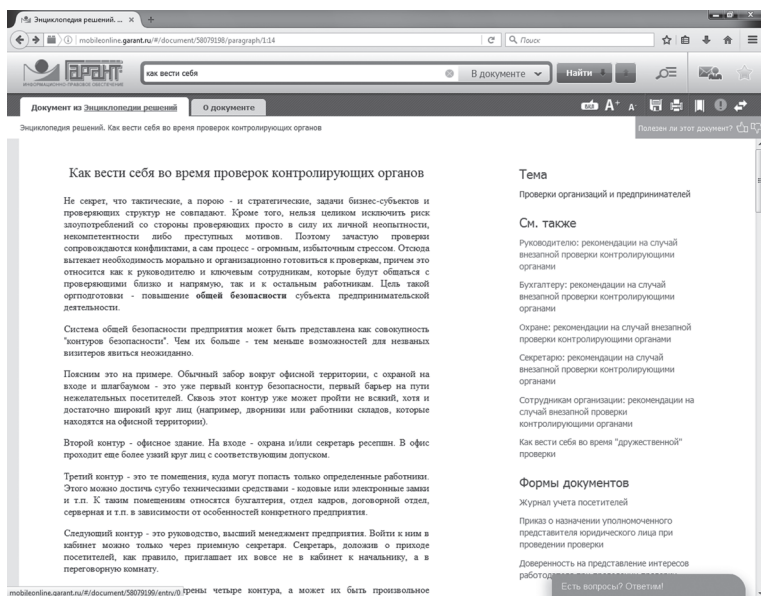 Энциклопедия решений. ...
mobileonline.garant.ru/#/document/58079198/paragraph/1:14
Поиск
ГАРАНТ
ИНФОРМАЦИОННО-ПРАВОВОЕ ОБЕСПЕЧЕНИЕ
как вести себя
В документе
Найти
Документ из Энциклопедии решений
О документе
A+ A-
Энциклопедия решений. Как вести себя во время проверок контролирующих органов
Полезен ли этот документ?
Как вести себя во время проверок контролирующих органов
Не секрет, что тактические, а порою - и стратегические, задачи бизнес-субъектов и
проверяющих структур не совпадают. Кроме того, нельзя целиком исключить риск
злоупотреблений со стороны проверяющих просто в силу их личной неопытности,
некомпетентности либо преступных мотивов. Поэтому зачастую проверки
сопровождаются конфликтами, а сам процесс - огромным, избыточным стрессом. Отсюда
вытекает необходимость морально и организационно готовиться к проверкам, причем это
относится как к руководителю и ключевым сотрудникам, которые будут общаться с
проверяющими близко и напрямую, так и к остальным работникам. Цель такой
оргподготовки - повышение общей безопасности субъекта предпринимательской
деятельности.
Система общей безопасности предприятия может быть представлена как совокупность
"контуров безопасности". Чем их больше - тем меньше возможностей для незваных
визитеров явиться неожиданно.
Поясним это на примере. Обычный забор вокруг офисной территории, с охраной на
входе и шлагбаумом - это уже первый контур безопасности, первый барьер на пути
нежелательных посетителей. Сквозь этот контур уже может пройти не всякий, хотя и
достаточно широкий круг лиц (например, дворники или работники складов, которые
находятся на офисной территории).
Второй контур - офисное здание. На входе - охрана и/или секретарь ресепшн. В офис
проходит еще более узкий круг лиц с соответствующим допуском.
Третий контур - это те помещения, куда могут попасть только определенные работники.
Этого можно достичь сугубо техническими средствами - кодовые или электронные замки
и т.п. К таким помещениям относятся бухгалтерия, отдел кадров, договорной отдел,
серверная и т.п. в зависимости от особенностей конкретного предприятия.
Следующий контур - это руководство, высший менеджмент предприятия. Войти к ним в
кабинет можно только через приемную секретаря. Секретарь, доложив о приходе
посетителей, как правило, приглашает их вовсе не в кабинет к начальнику, а в
переговорную комнату.
mobileonline.garant.ru/#/document/58079199/entry/0
трены четыре контура, а может их быть произвольное
Тема
Проверки организаций и предпринимателей
См. также
Руководителю: рекомендации на случай
внезапной проверки контролирующими
органами
Бухгалтеру: рекомендации на случай
внезапной проверки контролирующими
органами
Охране: рекомендации на случай внезапной
проверки контролирующими органами
Секретарю: рекомендации на случай
внезапной проверки контролирующими
органами
Сотрудникам организации: рекомендации на
случай внезапной проверки
контролирующими органами
Как вести себя во время "дружественной"
проверки
Формы документов
Журнал учета посетителей
Приказ о назначении уполномоченного
представителя юридического лица при
проведении проверки
Доверенность на представление интересов
Есть вопросы? Ответим!